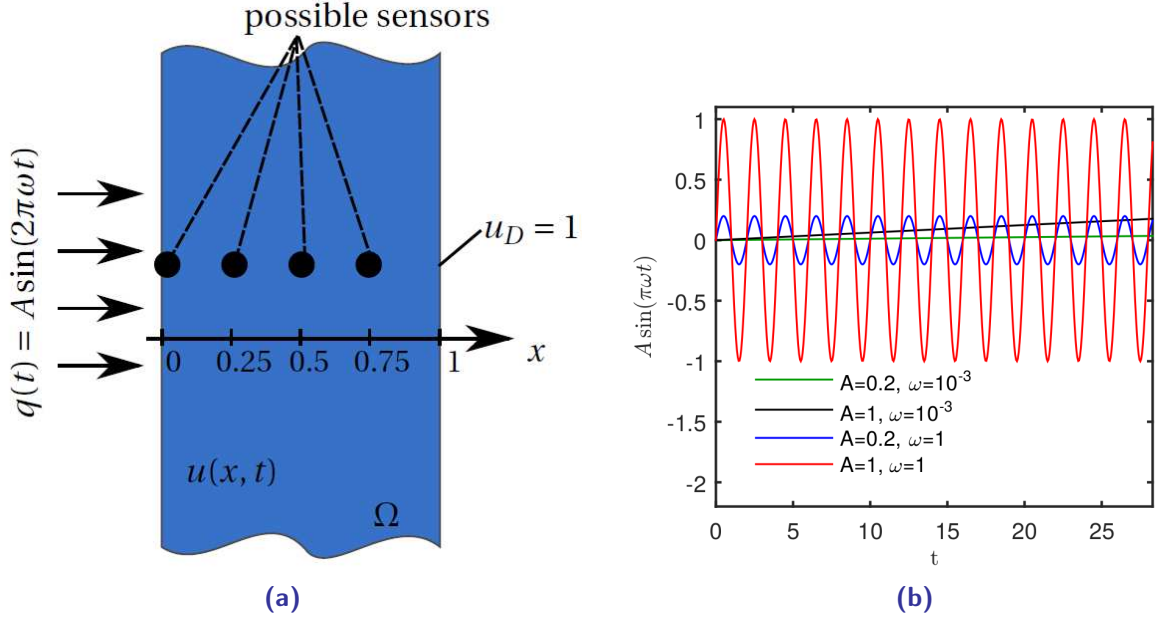 possible sensors
q(t) = A sin(2πωt)
u_D = 1
0 0.25 0.5 0.75 1 x
u(x, t)
Ω
(a)
1
0.5
0
-0.5
-1
-1.5
-2
A sin(πωt)
A=0.2, ω=10⁻³
A=1, ω=10⁻³
A=0.2, ω=1
A=1, ω=1
0 5 10 15 20 25
t
(b)